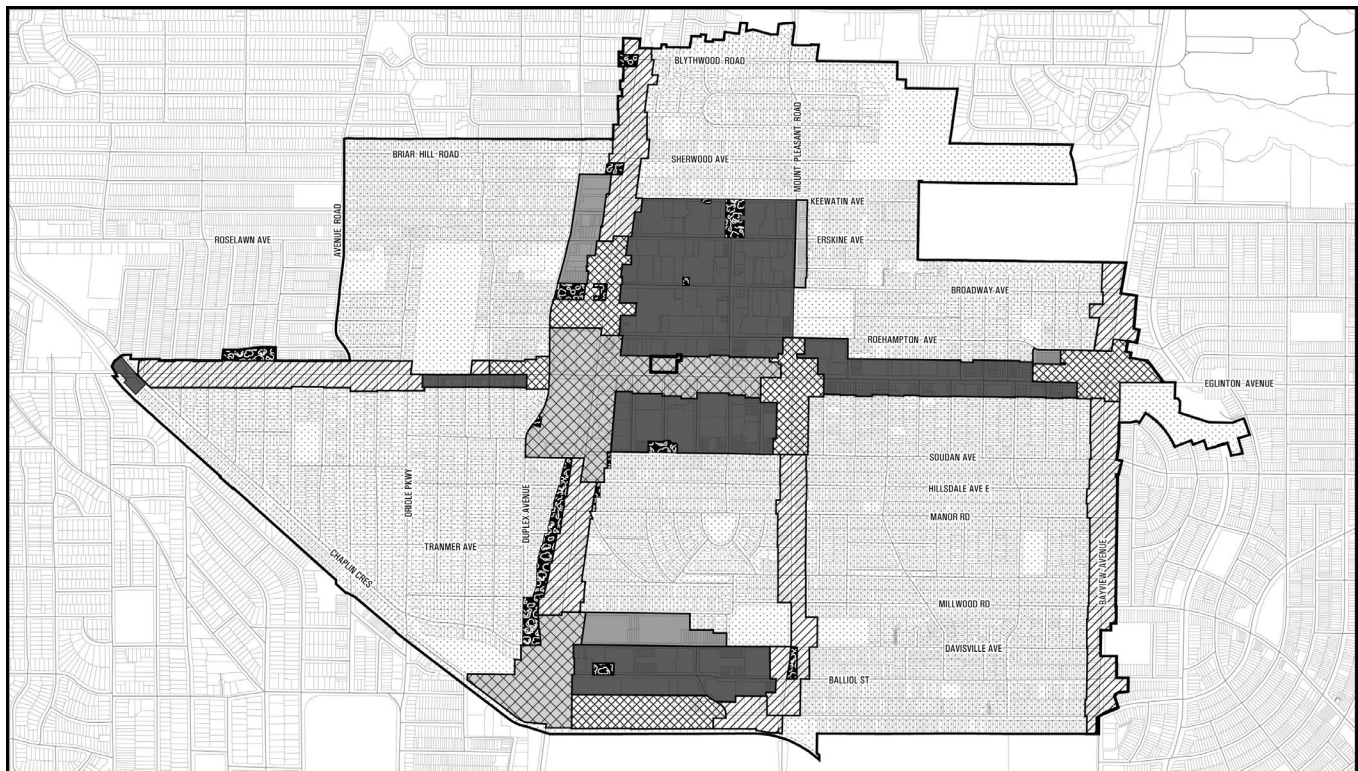 BLYTHWOOD ROAD
MOUNT PLEASANT ROAD
BRIAR HILL ROAD
SHERWOOD AVE
KEEWATIN AVE
AVENUE ROAD
ROSELAWN AVE
ERSKINE AVE
BROADWAY AVE
ROEHAMPTON AVE
EGLINTON AVENUE
SOUDAN AVE
ORIOLE PKWY
DUPLEX AVENUE
HILLSDALE AVE E
MANOR RD
TRANMER AVE
CHAPLIN CRES
BAYVIEW AVENUE
MILLWOOD RD
DAVISVILLE AVE
BALLIOL ST